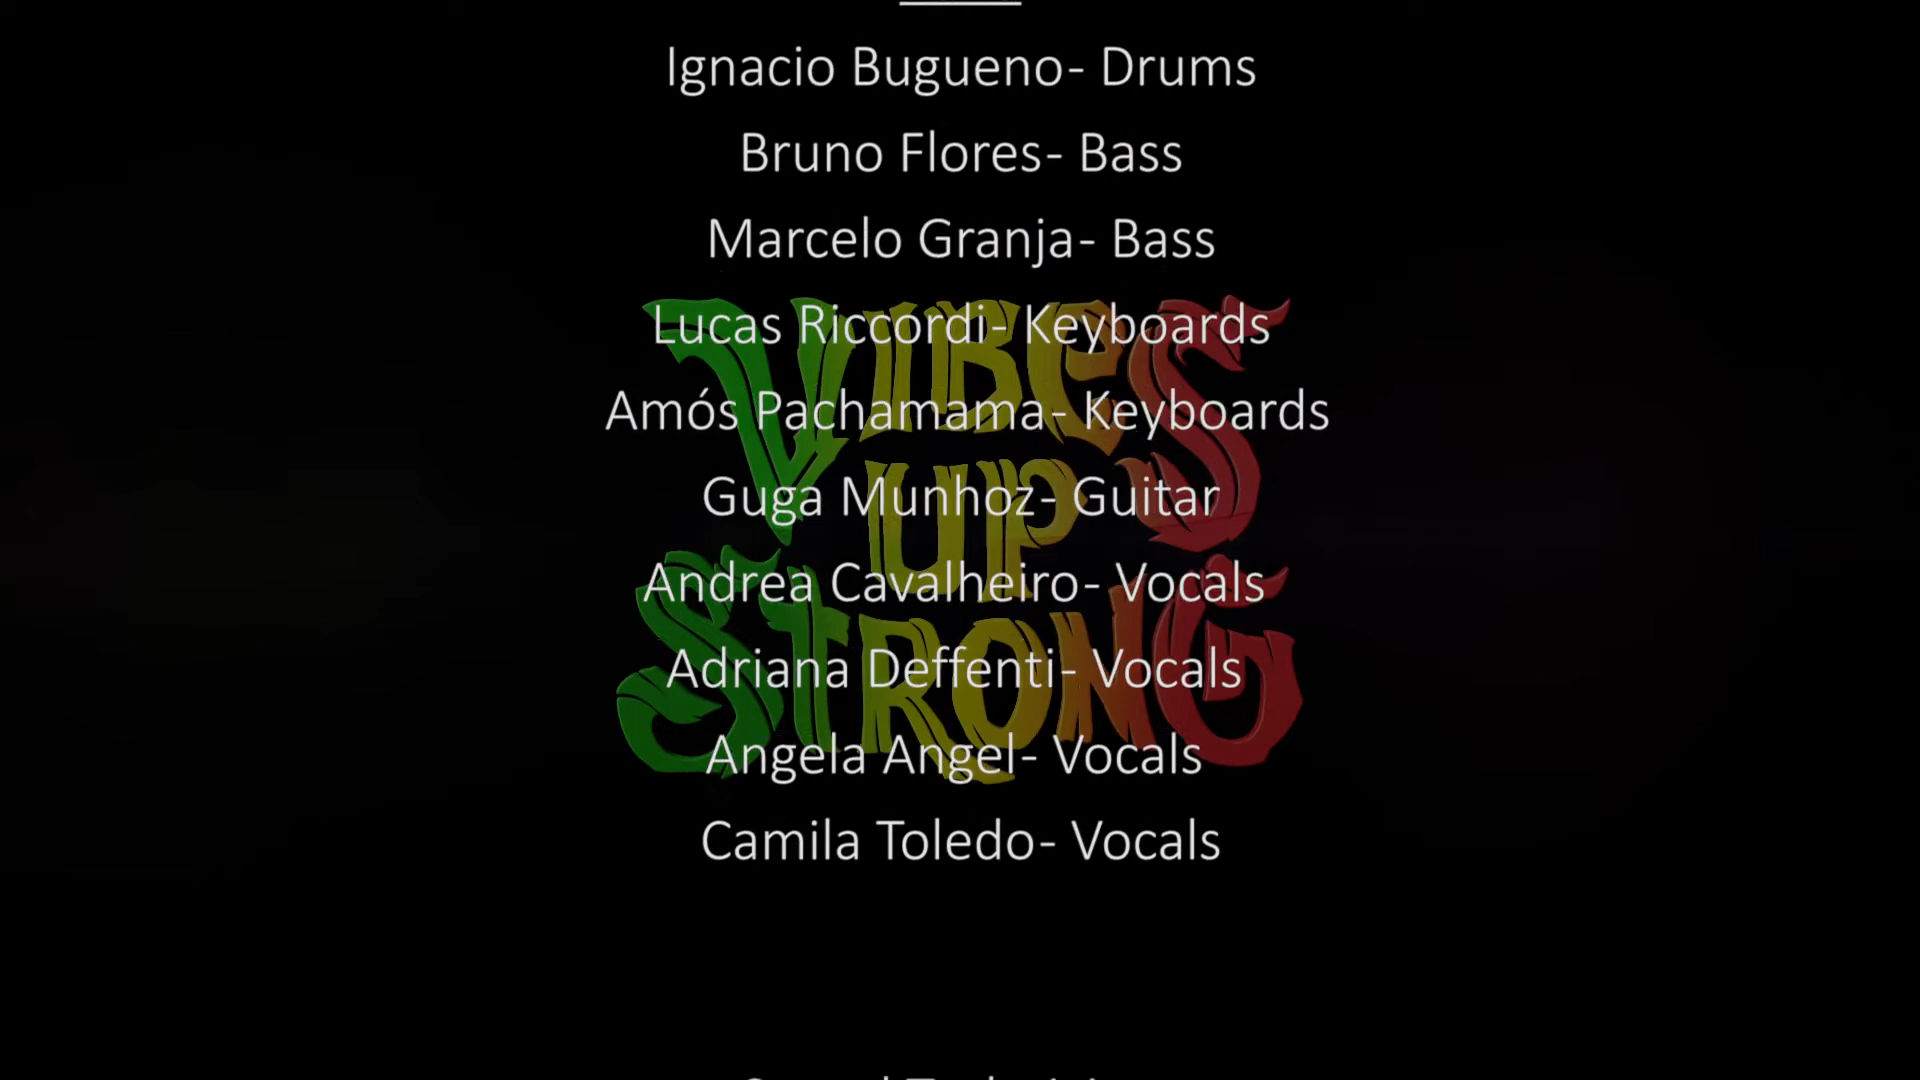 Ignacio Bugueno- Drums
Bruno Flores- Bass
Marcelo Granja- Bass
Lucas Riccordi- Keyboards
Amós Pachamama- Keyboards
Guga Munhoz- Guitar
Andrea Cavalheiro- Vocals
Adriana Deffenti- Vocals
Angela Angel- Vocals
Camila Toledo- Vocals
VIBES
UP
STRONG